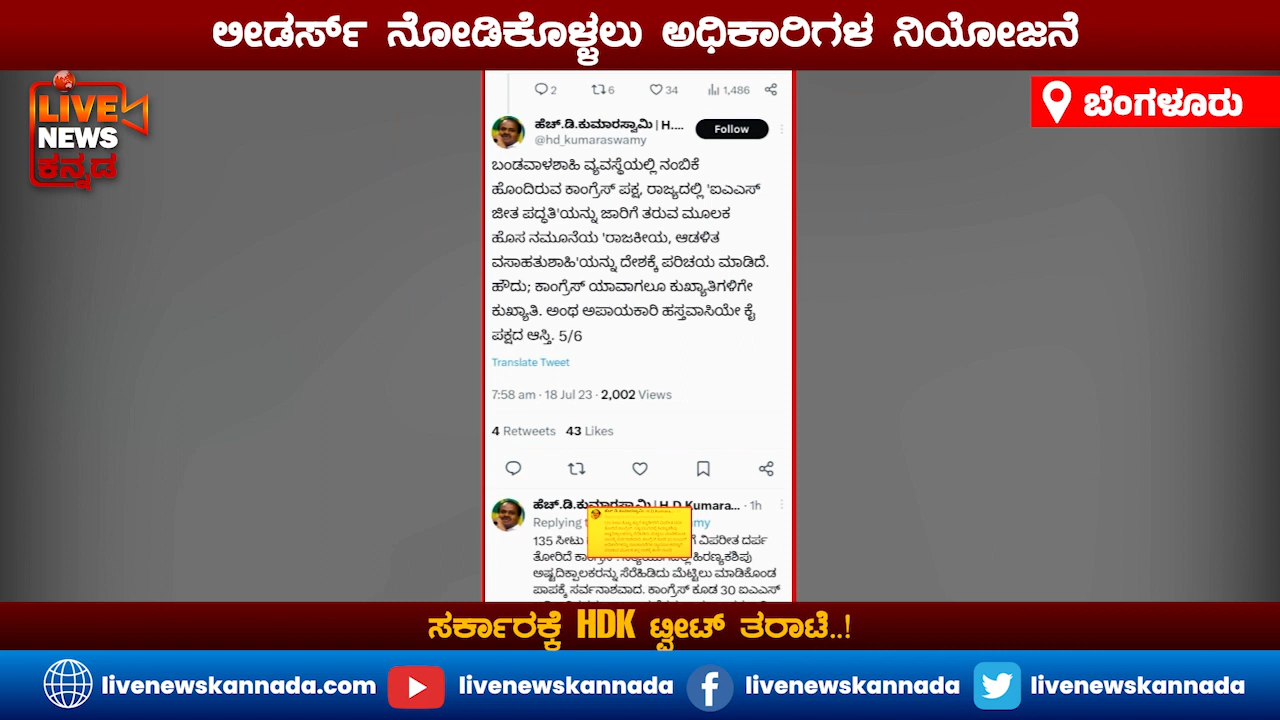 ಲೀಡರ್ಸ್ ನೋಡಿಕೊಳ್ಳಲು ಅಧಿಕಾರಿಗಳ ನಿಯೋಜನೆ
LIVE
NEWS
ಕನ್ನಡ
ಬೆಂಗಳೂರು
2 6 34 1,486
ಹೆಚ್.ಡಿ.ಕುಮಾರಸ್ವಾಮಿ | H.... Follow
@hd_kumaraswamy
ಬಂಡವಾಳಶಾಹಿ ವ್ಯವಸ್ಥೆಯಲ್ಲಿ ನಂಬಿಕೆ
ಹೊಂದಿರುವ ಕಾಂಗ್ರೆಸ್ ಪಕ್ಷ, ರಾಜ್ಯದಲ್ಲಿ 'ಐಎಎಸ್
ಜೀತ ಪದ್ಧತಿ'ಯನ್ನು ಜಾರಿಗೆ ತರುವ ಮೂಲಕ
ಹೊಸ ನಮೂನೆಯ 'ರಾಜಕೀಯ, ಆಡಳಿತ
ವಸಾಹತುಶಾಹಿ'ಯನ್ನು ದೇಶಕ್ಕೆ ಪರಿಚಯ ಮಾಡಿದೆ.
ಹೌದು; ಕಾಂಗ್ರೆಸ್ ಯಾವಾಗಲೂ ಕುಖ್ಯಾತಿಗಳಿಗೇ
ಕುಖ್ಯಾತಿ. ಅಂಥ ಅಪಾಯಕಾರಿ ಹಸ್ತವಾಸಿಯೇ ಕೈ
ಪಕ್ಷದ ಆಸ್ತಿ. 5/6
Translate Tweet
7:58 am · 18 Jul 23 · 2,002 Views
4 Retweets 43 Likes
ಹೆಚ್.ಡಿ.ಕುಮಾರಸ್ವಾಮಿ | H.D.Kumara... · 1h
Replying
135 ಸೀಟು ವಿಪರೀತ ದರ್ಪ
ತೋರಿದೆ ಹಿರಣ್ಯಕಶಿಪು
ಅಷ್ಟದಿಕ್ಪಾಲಕರನ್ನು ಸೆರೆಹಿಡಿದು ಮೆಟ್ಟಿಲು ಮಾಡಿಕೊಂಡ
ಪಾಪಕ್ಕೆ ಸರ್ವನಾಶವಾದ. ಕಾಂಗ್ರೆಸ್ ಕೂಡ 30 ಐಎಎಸ್
ಸರ್ಕಾರಕ್ಕೆ HDK ಟ್ವೀಟ್ ತರಾಟೆ..!
livenewskannada.com livenewskannada livenewskannada livenewskannada